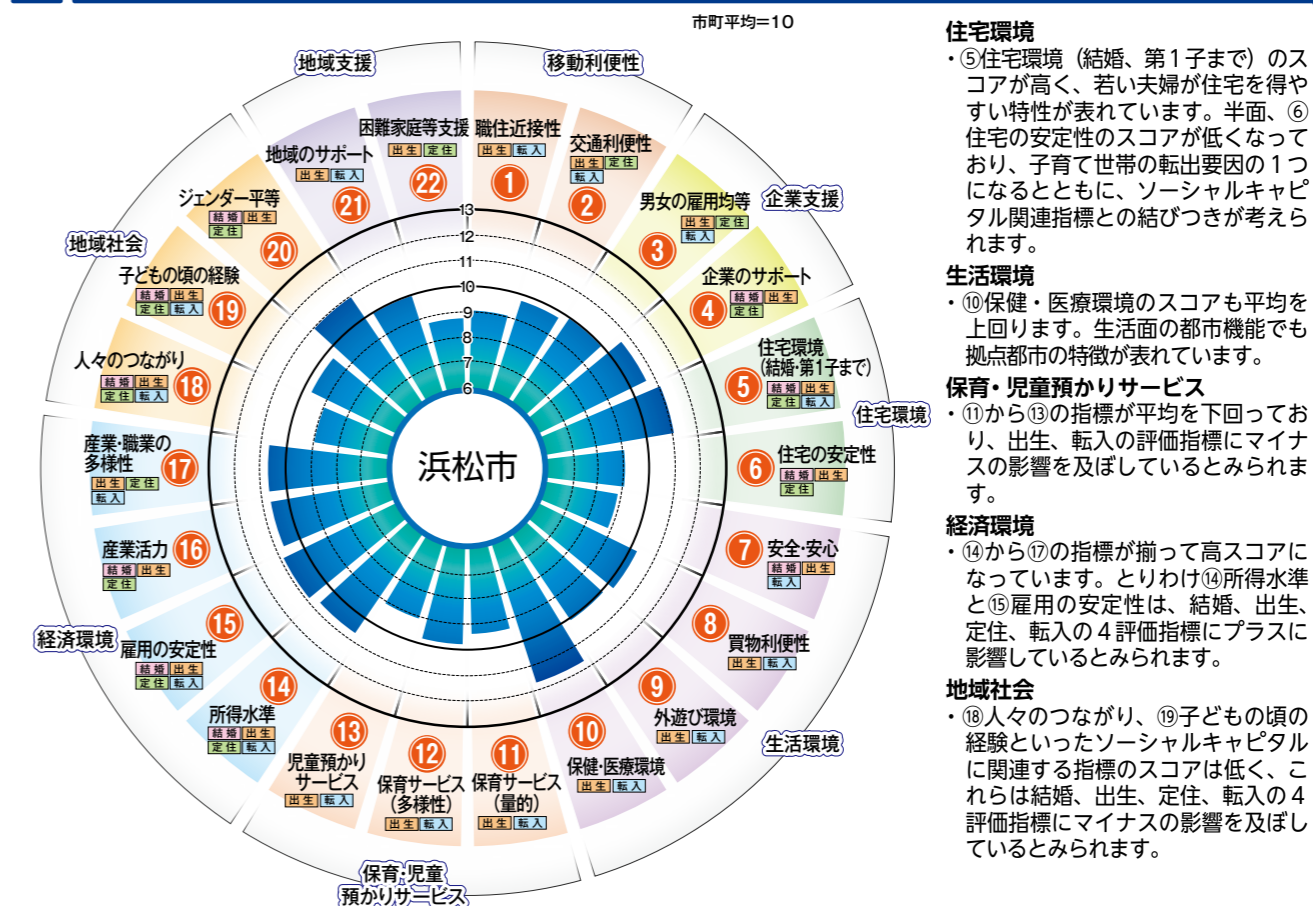 市町平均=10
地域支援
移動利便性
企業支援
住宅環境
生活環境
保育・児童
預かりサービス
経済環境
地域社会
職住近接性
出生 転入
1
交通利便性
出生 定住
転入
2
男女の雇用均等
出生 定住
転入
3
企業のサポート
結婚 出生
定住
4
住宅環境
(結婚・第1子まで)
結婚 出生
定住 転入
5
住宅の安定性
結婚 出生
定住
6
安全・安心
結婚 出生
転入
7
買物利便性
出生 転入
8
外遊び環境
出生 転入
9
保健・医療環境
出生 転入
10
保育サービス
(量的)
出生 転入
11
保育サービス
(多様性)
出生 転入
12
児童預かり
サービス
出生 転入
13
所得水準
結婚 出生
定住 転入
14
雇用の安定性
結婚 出生
定住 転入
15
産業活力
結婚 出生
定住
16
産業・職業の
多様性
出生 定住
転入
17
人々のつながり
結婚 出生
定住 転入
18
子どもの頃の経験
結婚 出生
定住 転入
19
ジェンダー平等
結婚 出生
定住
20
地域のサポート
出生 転入
21
困難家庭等支援
出生 定住
22
13
12
11
10
9
8
7
6
浜松市
住宅環境
・⑤住宅環境(結婚、第1子まで)のス
コアが高く、若い夫婦が住宅を得や
すい特性が表れています。半面、⑥
住宅の安定性のスコアが低くなって
おり、子育て世帯の転出要因の1つ
になるとともに、ソーシャルキャピ
タル関連指標との結びつきが考えら
れます。
生活環境
・⑩保健・医療環境のスコアも平均を
上回ります。生活面の都市機能でも
拠点都市の特徴が表れています。
保育・児童預かりサービス
・⑪から⑬の指標が平均を下回ってお
り、出生、転入の評価指標にマイナ
スの影響を及ぼしているとみられま
す。
経済環境
・⑭から⑰の指標が揃って高スコアに
なっています。とりわけ⑭所得水準
と⑮雇用の安定性は、結婚、出生、
定住、転入の4評価指標にプラスに
影響しているとみられます。
地域社会
・⑱人々のつながり、⑲子どもの頃の
経験といったソーシャルキャピタル
に関連する指標のスコアは低く、こ
れらは結婚、出生、定住、転入の4
評価指標にマイナスの影響を及ぼし
ているとみられます。